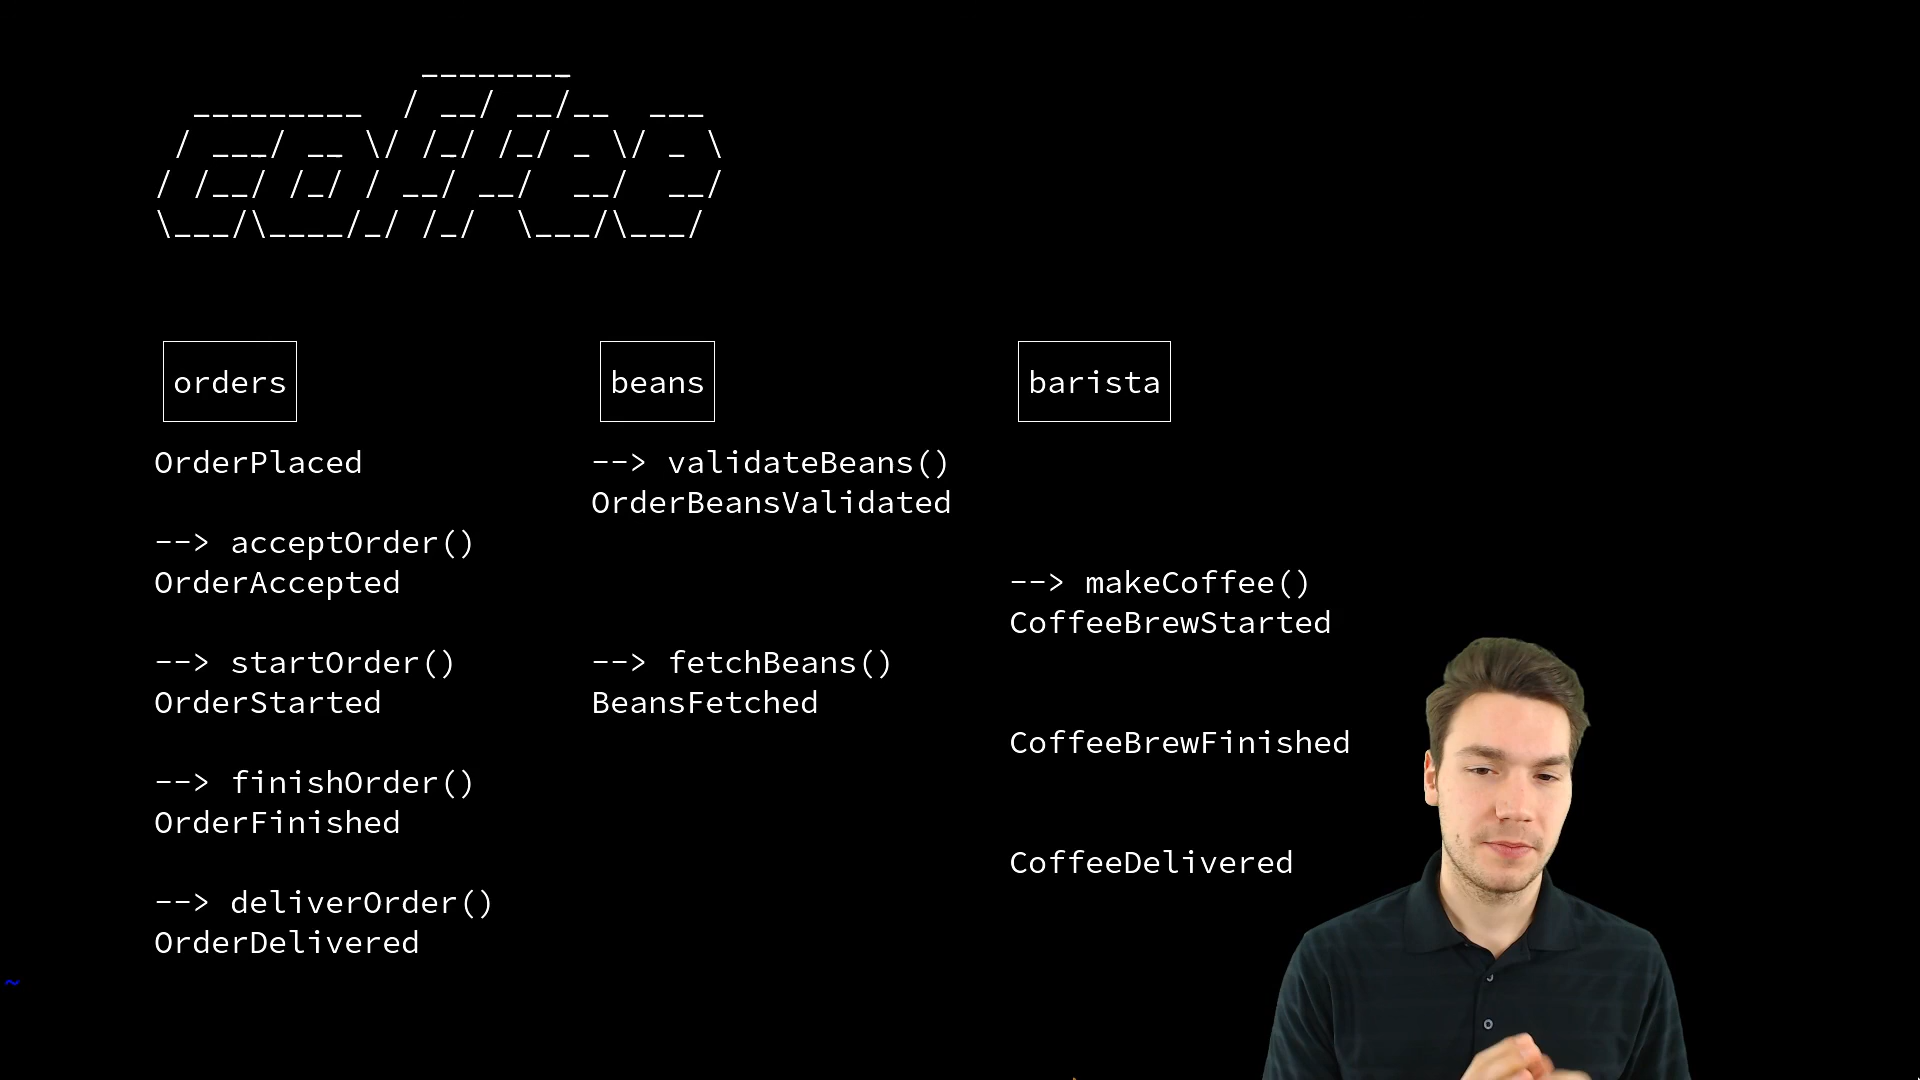 coffee
orders beans barista
OrderPlaced --> validateBeans()
OrderBeansValidated
--> acceptOrder()
OrderAccepted --> makeCoffee()
CoffeeBrewStarted
--> startOrder() --> fetchBeans()
OrderStarted BeansFetched
CoffeeBrewFinished
--> finishOrder()
OrderFinished
CoffeeDelivered
--> deliverOrder()
OrderDelivered
~